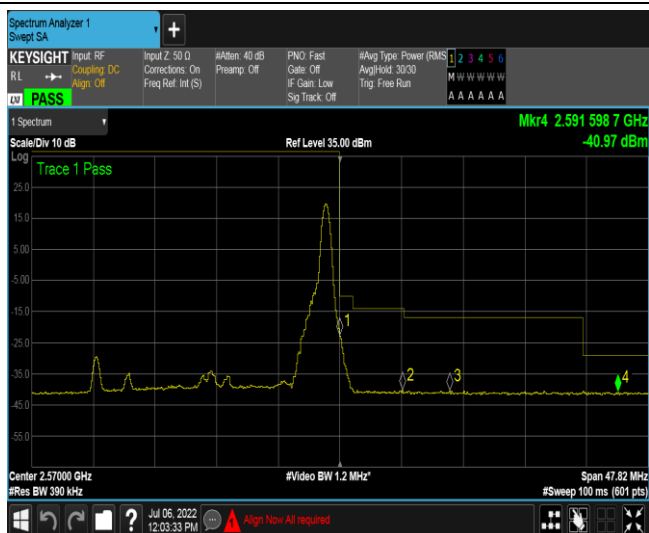 Spectrum Analyzer 1
Swept SA
KEYSIGHT
RL
LXI PASS
Input: RF
Coupling: DC
Align: Off
Input Z: 50 Ω
Corrections: On
Freq Ref: Int (S)
#Atten: 40 dB
Preamp: Off
PNO: Fast
Gate: Off
IF Gain: Low
Sig Track: Off
#Avg Type: Power (RMS
Avg|Hold: 30/30
Trig: Free Run
1 2 3 4 5 6
M W W W W W
A A A A A A
1 Spectrum
Scale/Div 10 dB
Ref Level 35.00 dBm
Mkr4 2.591 598 7 GHz
-40.97 dBm
Log
Trace 1 Pass
25.0
15.0
5.00
-5.00
-15.0
-25.0
-35.0
-45.0
-55.0
1
2
3
4
Center 2.57000 GHz
#Video BW 1.2 MHz*
Span 47.82 MHz
#Res BW 390 kHz
#Sweep 100 ms (601 pts)
?
Jul 06, 2022
12:03:33 PM
Align Now All required